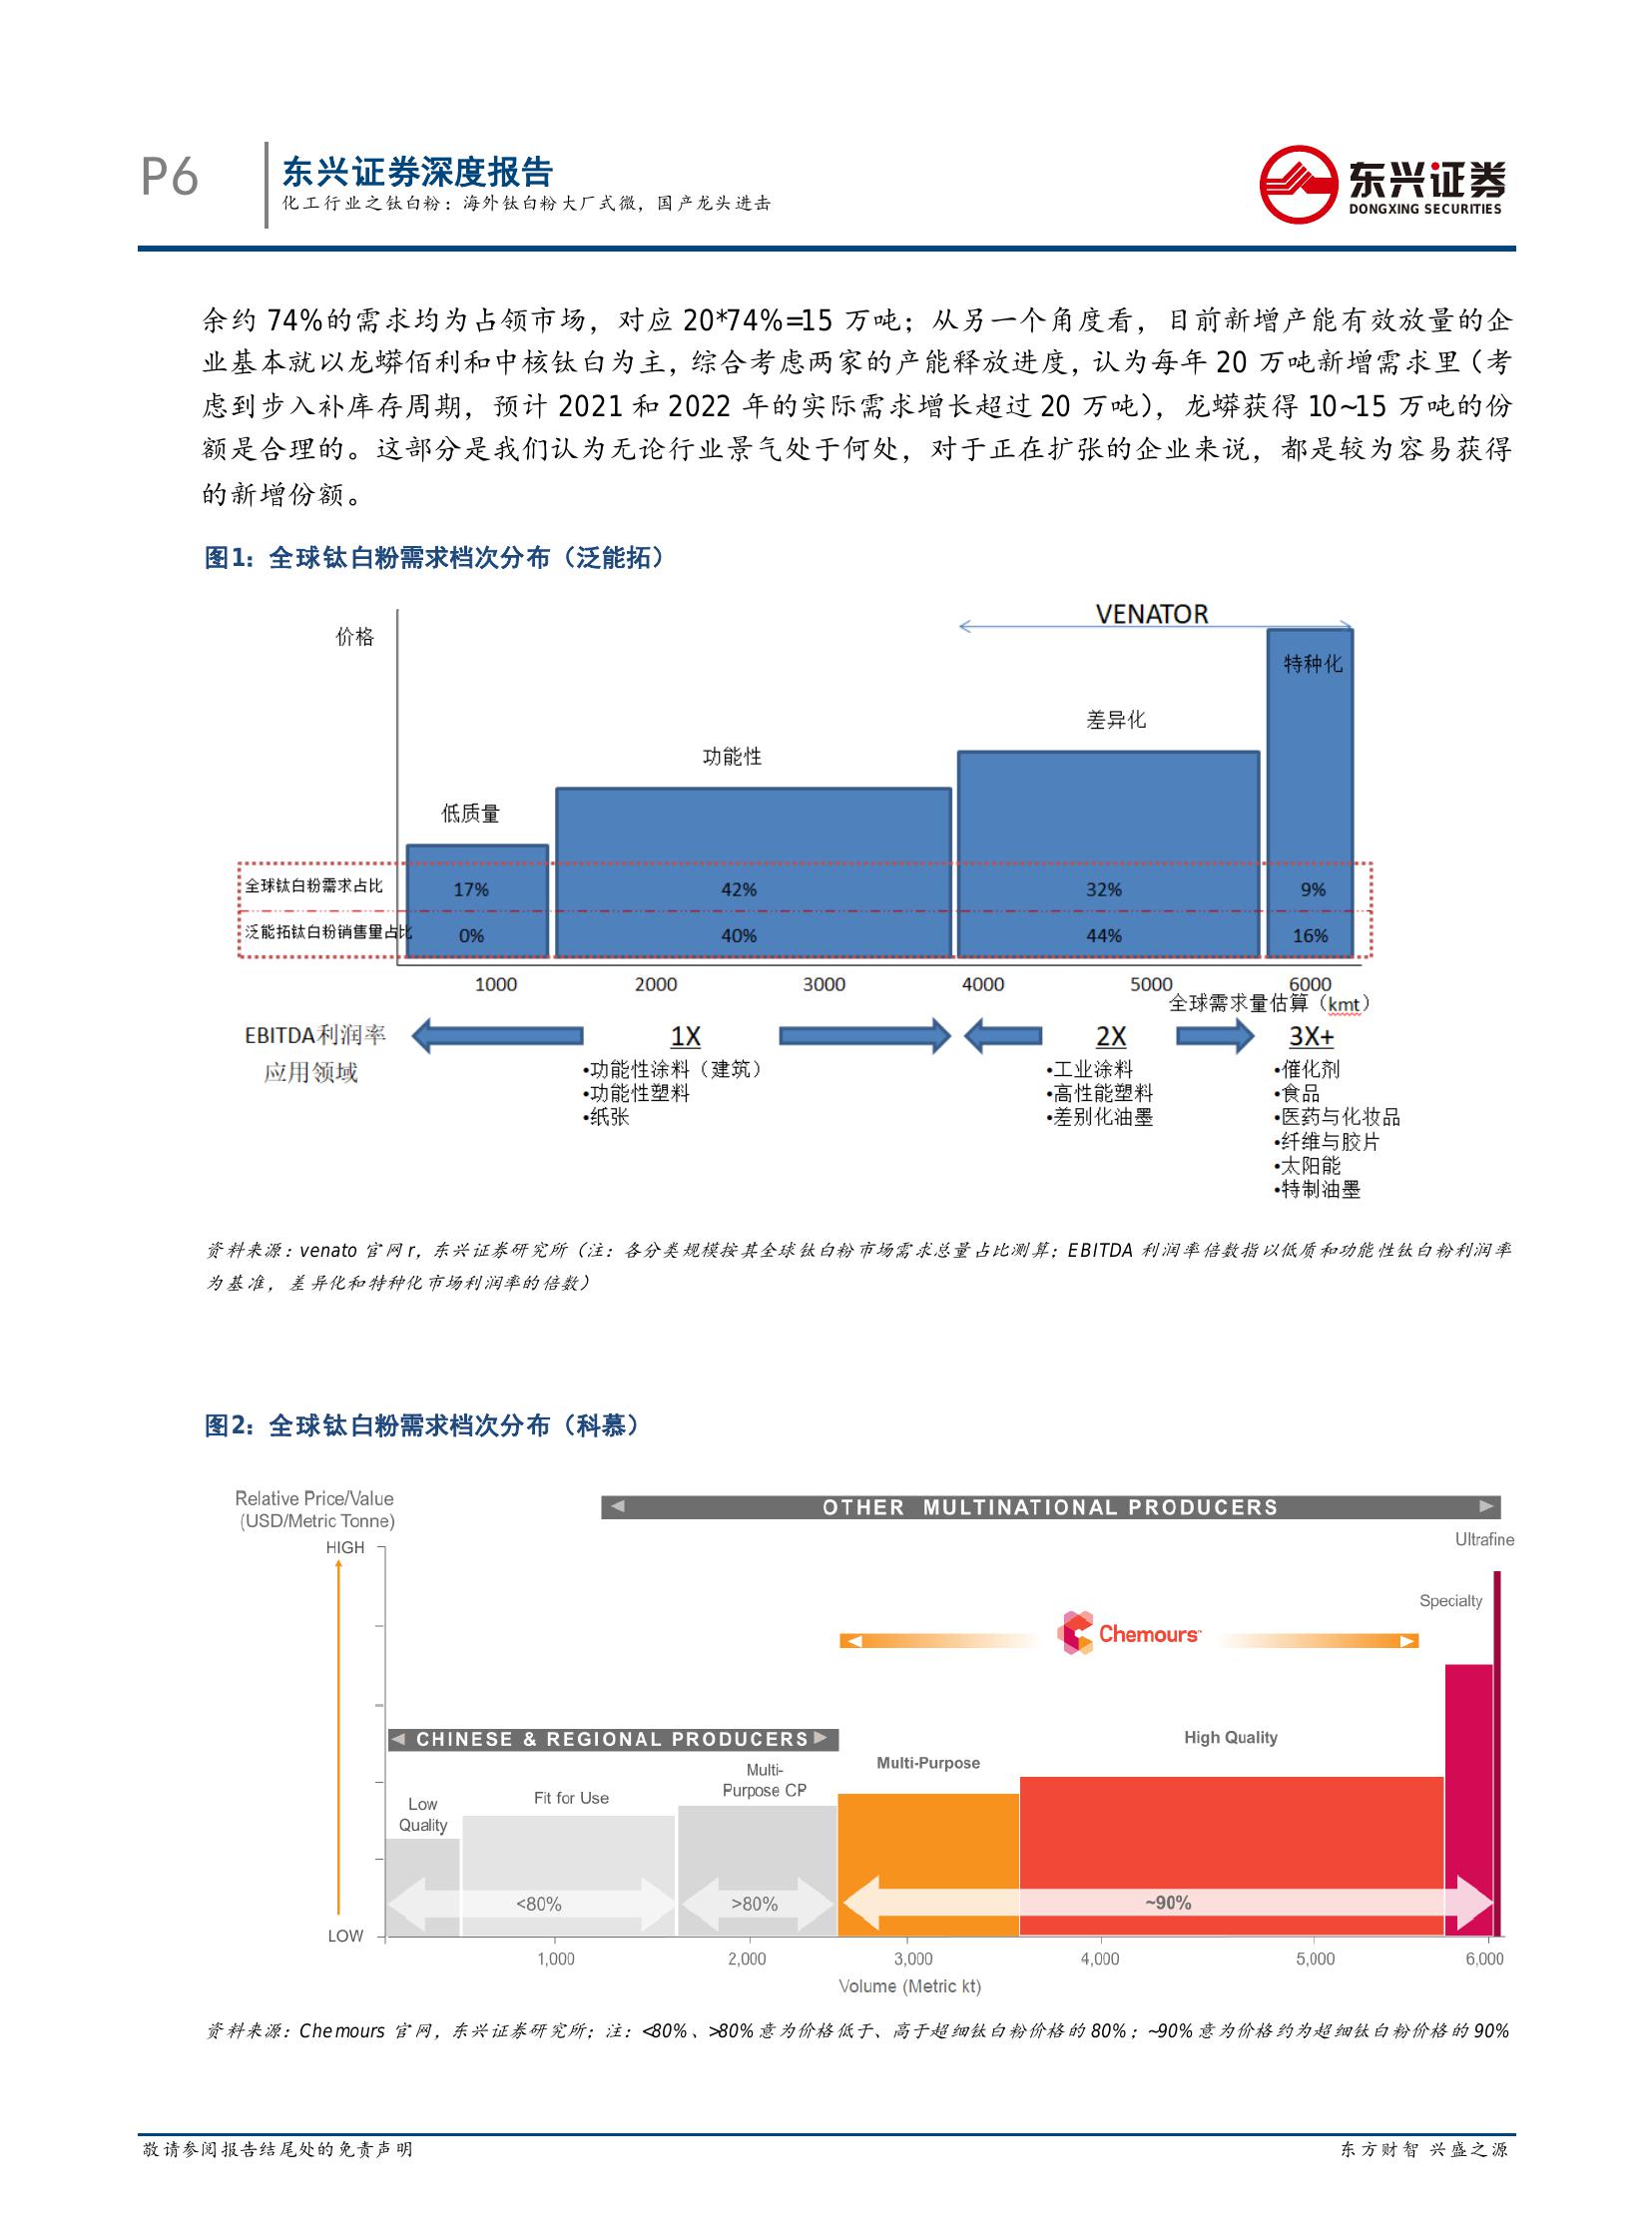 P6
东兴证券深度报告
化工行业之钛白粉：海外钛白粉大厂式微，国产龙头进击
东兴证券
DONGXING SECURITIES
余约 74%的需求均为占领市场，对应 20*74%=15 万吨；从另一个角度看，目前新增产能有效放量的企
业基本就以龙蟒佰利和中核钛白为主，综合考虑两家的产能释放进度，认为每年 20 万吨新增需求里（考
虑到步入补库存周期，预计 2021 和 2022 年的实际需求增长超过 20 万吨），龙蟒获得 10~15 万吨的份
额是合理的。这部分是我们认为无论行业景气处于何处，对于正在扩张的企业来说，都是较为容易获得
的新增份额。
图1：全球钛白粉需求档次分布（泛能拓）
VENATOR
价格
特种化
差异化
功能性
低质量
全球钛白粉需求占比 17% 42% 32% 9%
泛能拓钛白粉销售量占比 0% 40% 44% 16%
1000 2000 3000 4000 5000 6000
全球需求量估算（kmt）
EBITDA利润率 1X 2X 3X+
应用领域
•功能性涂料（建筑）
•功能性塑料
•纸张
•工业涂料
•高性能塑料
•差别化油墨
•催化剂
•食品
•医药与化妆品
•纤维与胶片
•太阳能
•特制油墨
资料来源：venato 官网 r，东兴证券研究所（注：各分类规模按其全球钛白粉市场需求总量占比测算；EBITDA 利润率倍数指以低质和功能性钛白粉利润率
为基准，差异化和特种化市场利润率的倍数）
图2：全球钛白粉需求档次分布（科慕）
Relative Price/Value
(USD/Metric Tonne)
OTHER MULTINATIONAL PRODUCERS
HIGH
Ultrafine
Specialty
Chemours™
CHINESE & REGIONAL PRODUCERS
High Quality
Multi-Purpose
Multi-
Purpose CP
Fit for Use
Low
Quality
<80% >80% ~90%
LOW
1,000 2,000 3,000 4,000 5,000 6,000
Volume (Metric kt)
资料来源：Chemours 官网，东兴证券研究所；注：<80%、>80%意为价格低于、高于超细钛白粉价格的 80%；~90%意为价格约为超细钛白粉价格的 90%
敬请参阅报告结尾处的免责声明
东方财智 兴盛之源